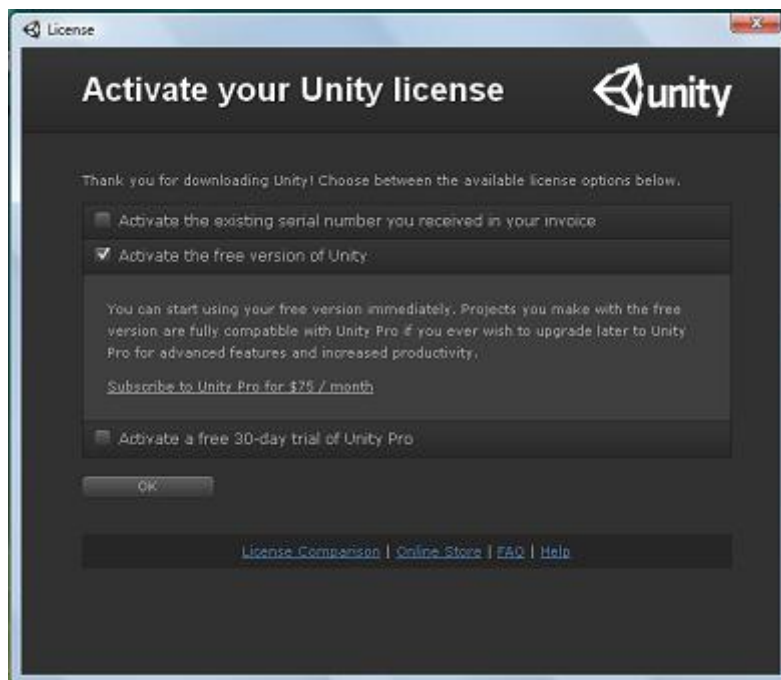 License
Activate your Unity license
unity
Thank you for downloading Unity! Choose between the available license options below.
Activate the existing serial number you received in your invoice
Activate the free version of Unity
You can start using your free version immediately. Projects you make with the free
version are fully compatible with Unity Pro if you ever wish to upgrade later to Unity
Pro for advanced features and increased productivity.
Subscribe to Unity Pro for $75 / month
Activate a free 30-day trial of Unity Pro
OK
License Comparison | Online Store | FAQ | Help